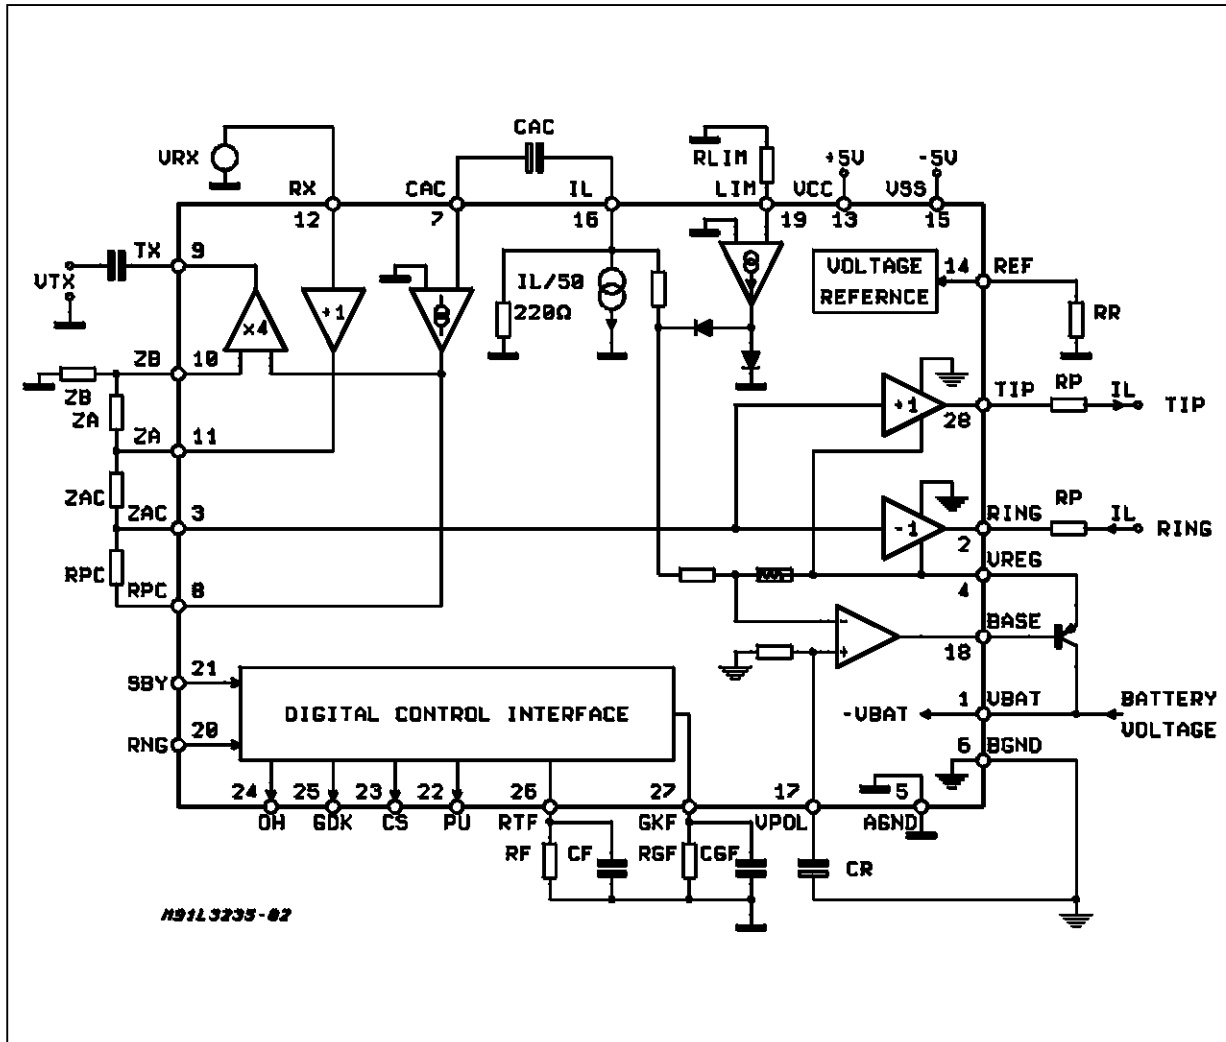 CAC
VRX
RLIM
+5V
-5V
RX
CAC
IL
LIM
VCC
VSS
12
7
16
19
13
15
TX
9
VTX
IL/50
220Ω
VOLTAGE
REFERNCE
14
REF
RR
x4
+1
ZB
10
ZB
ZA
ZA
11
+1
TIP
28
RP
IL
TIP
ZAC
ZAC
3
-1
RING
2
RP
IL
RING
RPC
RPC
8
VREG
4
-
+
BASE
18
SBY
21
DIGITAL CONTROL INTERFACE
-VBAT
1
VBAT
BATTERY
VOLTAGE
RNG
20
6
BGND
24
25
23
22
26
27
17
5
OH
GDK
CS
PU
RTF
GKF
VPOL
AGND
RF
CF
RGF
CGF
CR
M91L3235-02